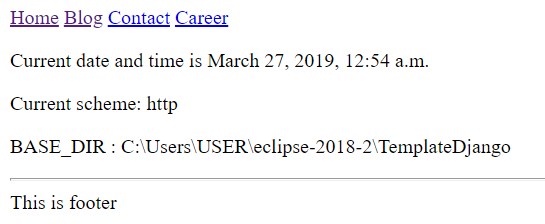 Home Blog Contact Career
Current date and time is March 27, 2019, 12:54 a.m.
Current scheme: http
BASE_DIR : C:\Users\USER\eclipse-2018-2\TemplateDjango
This is footer